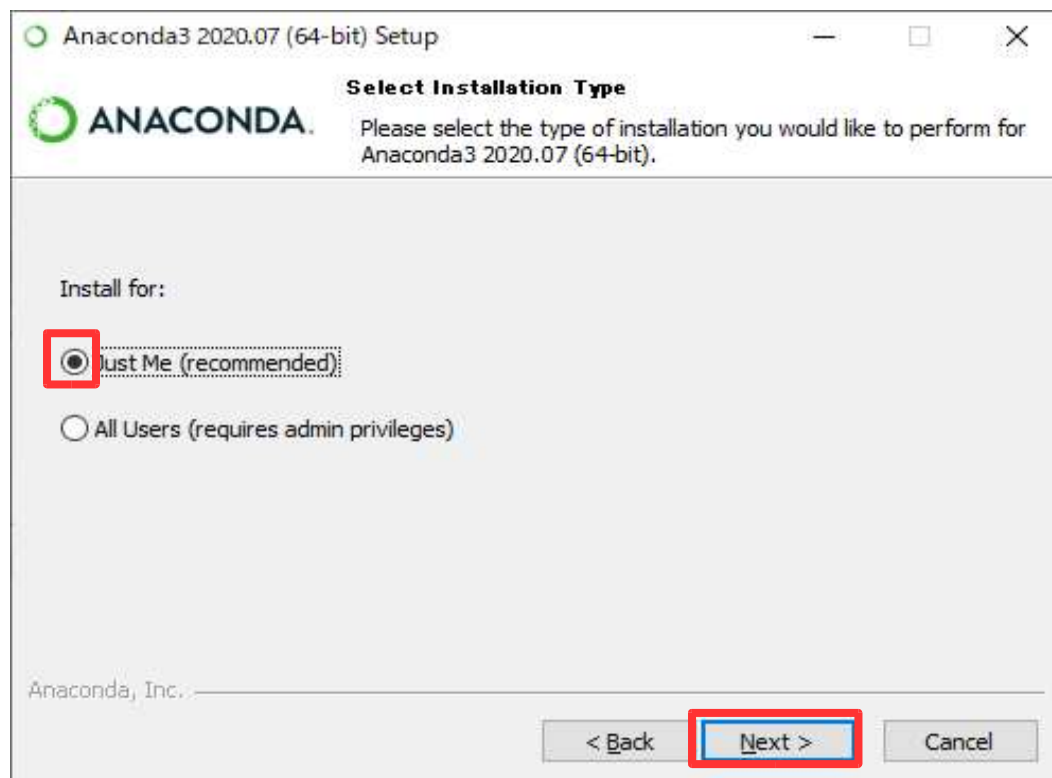 Anaconda3 2020.07 (64-bit) Setup
ANACONDA.
Select Installation Type
Please select the type of installation you would like to perform for
Anaconda3 2020.07 (64-bit).
Install for:
Just Me (recommended)
All Users (requires admin privileges)
Anaconda, Inc.
< Back
Next >
Cancel